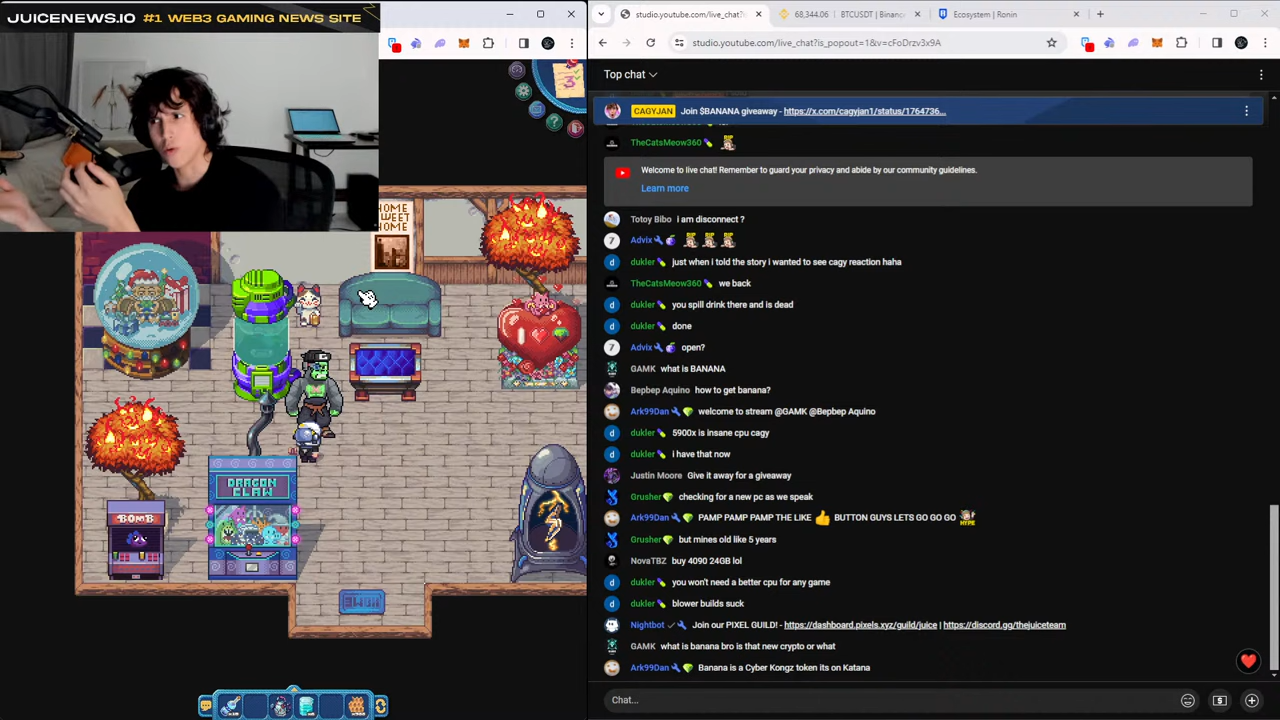 JUICENEWS.IO #1 WEB3 GAMING NEWS SITE
studio.youtube.com/live_chat?
68,344.06
BTCUSDT | Binance
Ecosystem | Ronin
studio.youtube.com/live_chat?is_popout=1&v=cFoDrzv3x9A
Top chat
CAGYJAN Join $BANANA giveaway - https://x.com/cagyjan1/status/1764736...
TheCatsMeow360
Welcome to live chat! Remember to guard your privacy and abide by our community guidelines.
Learn more
Totoy Bibo i am disconnect ?
Advix
dukler just when i told the story i wanted to see cagy reaction haha
TheCatsMeow360 we back
dukler you spill drink there and is dead
dukler done
Advix open?
GAMK what is BANANA
Bepbep Aquino how to get banana?
Ark99Dan welcome to stream @GAMK @Bepbep Aquino
dukler 5900x is insane cpu cagy
dukler i have that now
Justin Moore Give it away for a giveaway
Grusher checking for a new pc as we speak
Ark99Dan PAMP PAMP PAMP THE LIKE 👍 BUTTON GUYS LETS GO GO GO HYPE
Grusher but mines old like 5 years
NovaTBZ buy 4090 24GB lol
dukler you won't need a better cpu for any game
dukler blower builds suck
Nightbot Join our PIXEL GUILD! - https://dashboard.pixels.xyz/guild/juice | https://discord.gg/thejuiceteam
GAMK what is banana bro is that new crypto or what
Ark99Dan Banana is a Cyber Kongz token its on Katana
Chat...
3
HOME
SWEET
HOME
DRAGON
CLAW
BOMB